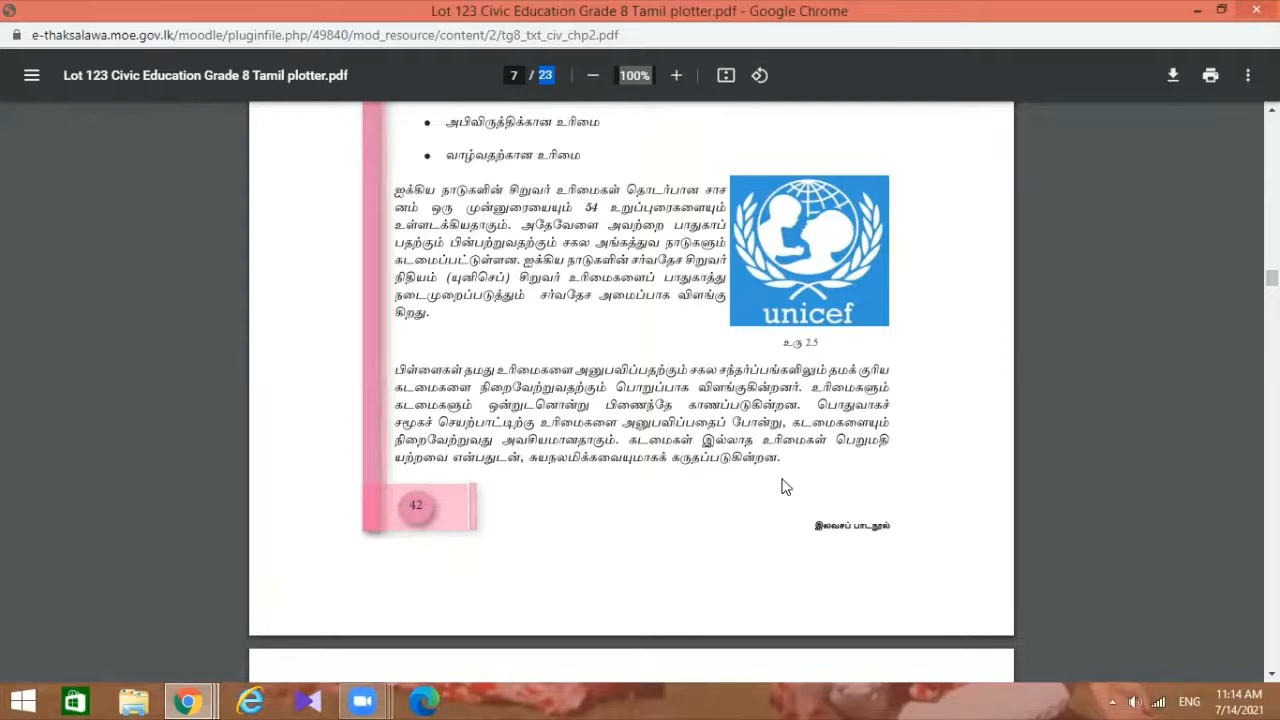 Lot 123 Civic Education Grade 8 Tamil plotter.pdf - Google Chrome
e-thaksalawa.moe.gov.lk/moodle/pluginfile.php/49840/mod_resource/content/2/tg8_txt_civ_chp2.pdf
Lot 123 Civic Education Grade 8 Tamil plotter.pdf
7 / 23
100%
• அபிவிருத்திக்கான உரிமை
• வாழ்வதற்கான உரிமை
ஐக்கிய நாடுகளின் சிறுவர் உரிமைகள் தொடர்பான சாச
னம் ஒரு முன்னுரையையும் 54 உறுப்புரைகளையும்
உள்ளடக்கியதாகும். அதேவேளை அவற்றை பாதுகாப்
பதற்கும் பின்பற்றுவதற்கும் சகல அங்கத்துவ நாடுகளும்
கடமைப்பட்டுள்ளன. ஐக்கிய நாடுகளின் சர்வதேச சிறுவர்
நிதியம் (யுனிசெப்) சிறுவர் உரிமைகளைப் பாதுகாத்து
நடைமுறைப்படுத்தும் சர்வதேச அமைப்பாக விளங்கு
கிறது.
unicef
உரு 2.5
பிள்ளைகள் தமது உரிமைகளை அனுபவிப்பதற்கும் சகல சந்தர்ப்பங்களிலும் தமக் குரிய
கடமைகளை நிறைவேற்றுவதற்கும் பொறுப்பாக விளங்குகின்றனர். உரிமைகளும்
கடமைகளும் ஒன்றுடனொன்று பிணைந்தே காணப்படுகின்றன. பொதுவாகச்
சமூகச் செயற்பாட்டிற்கு உரிமைகளை அனுபவிப்பதைப் போன்று, கடமைகளையும்
நிறைவேற்றுவது அவசியமானதாகும். கடமைகள் இல்லாத உரிமைகள் பெறுமதி
யற்றவை என்பதுடன், சுயநலமிக்கவையுமாகக் கருதப்படுகின்றன.
42
இலவசப் பாடநூல்
ENG
11:14 AM
7/14/2021